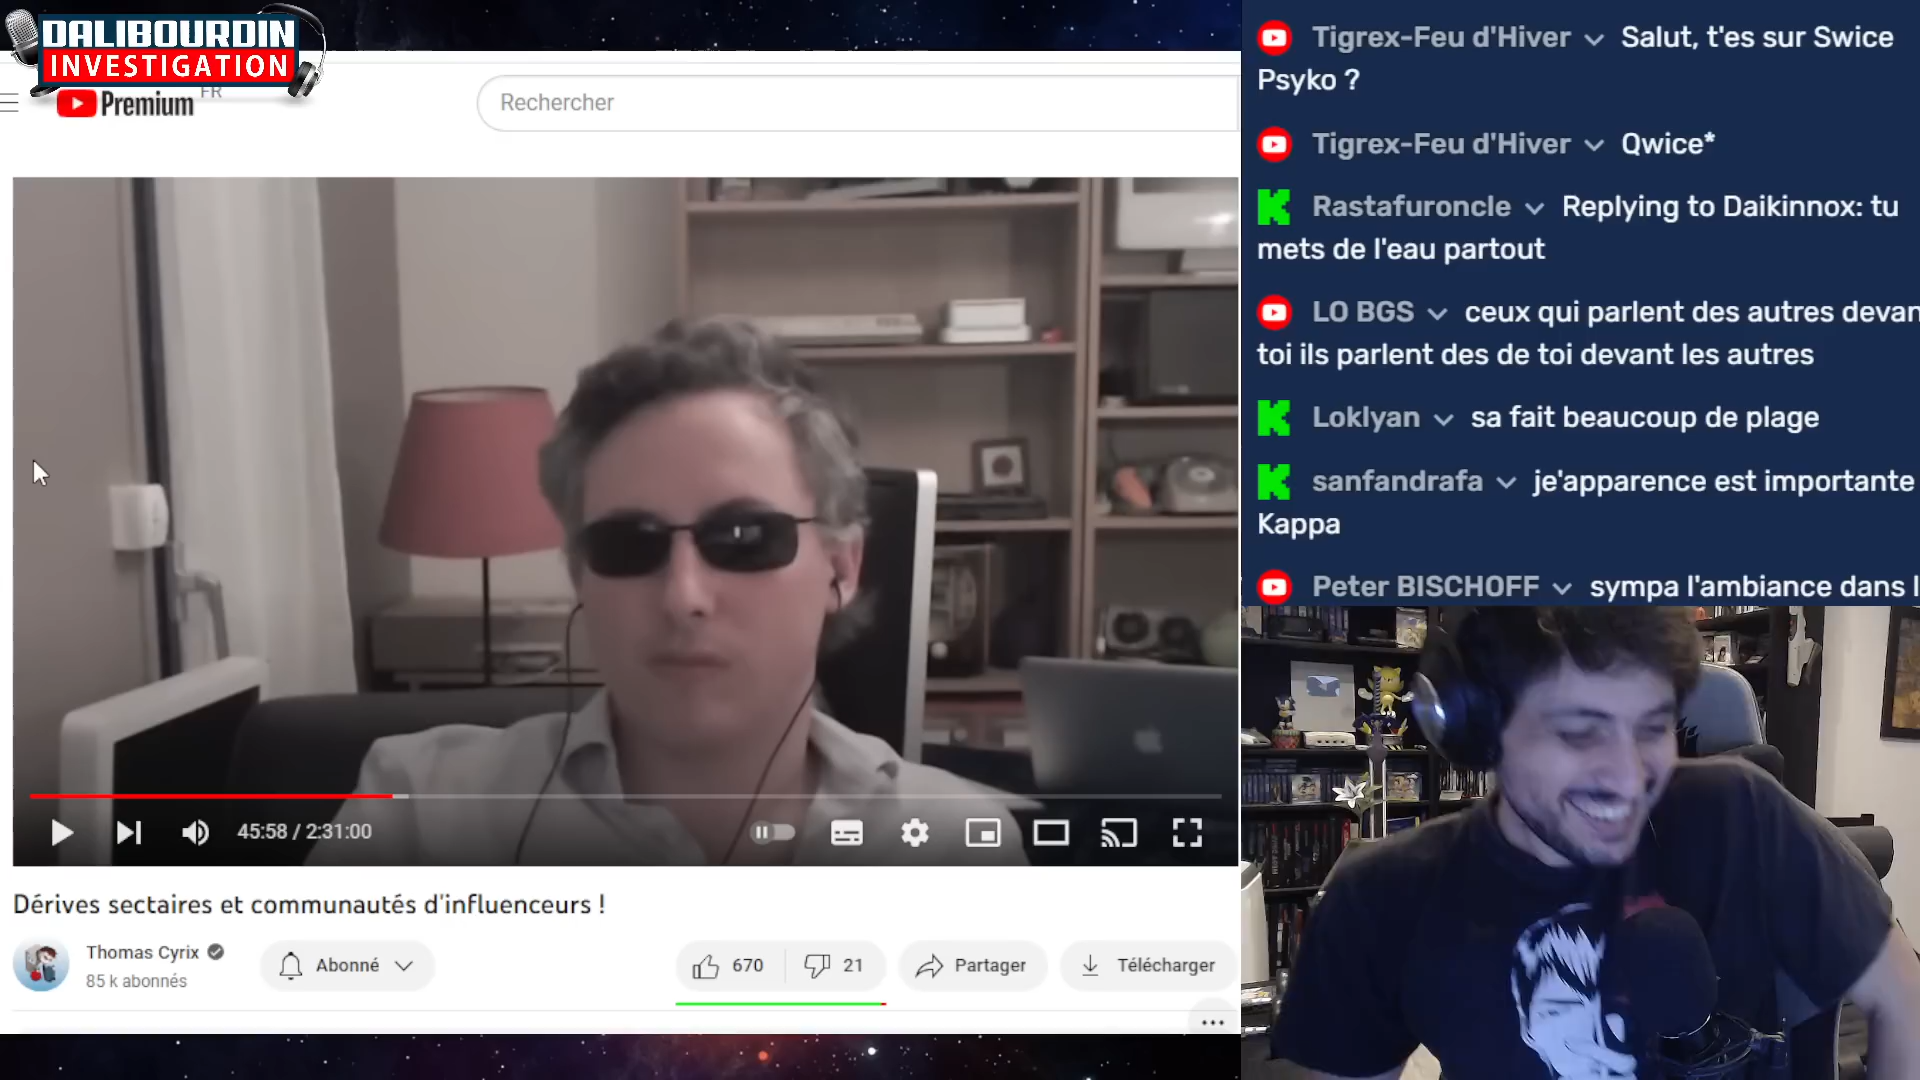 DALIBOURDIN
INVESTIGATION
Premium FR
Rechercher
45:58 / 2:31:00
Dérives sectaires et communautés d'influenceurs !
Thomas Cyrix
85 k abonnés
Abonné
670
21
Partager
Télécharger
Tigrex-Feu d'Hiver Salut, t'es sur Swice
Psyko ?
Tigrex-Feu d'Hiver Qwice*
Rastafuroncle Replying to Daikinnox: tu
mets de l'eau partout
LO BGS ceux qui parlent des autres devan
toi ils parlent des de toi devant les autres
Loklyan sa fait beaucoup de plage
sanfandrafa je'apparence est importante
Kappa
Peter BISCHOFF sympa l'ambiance dans l